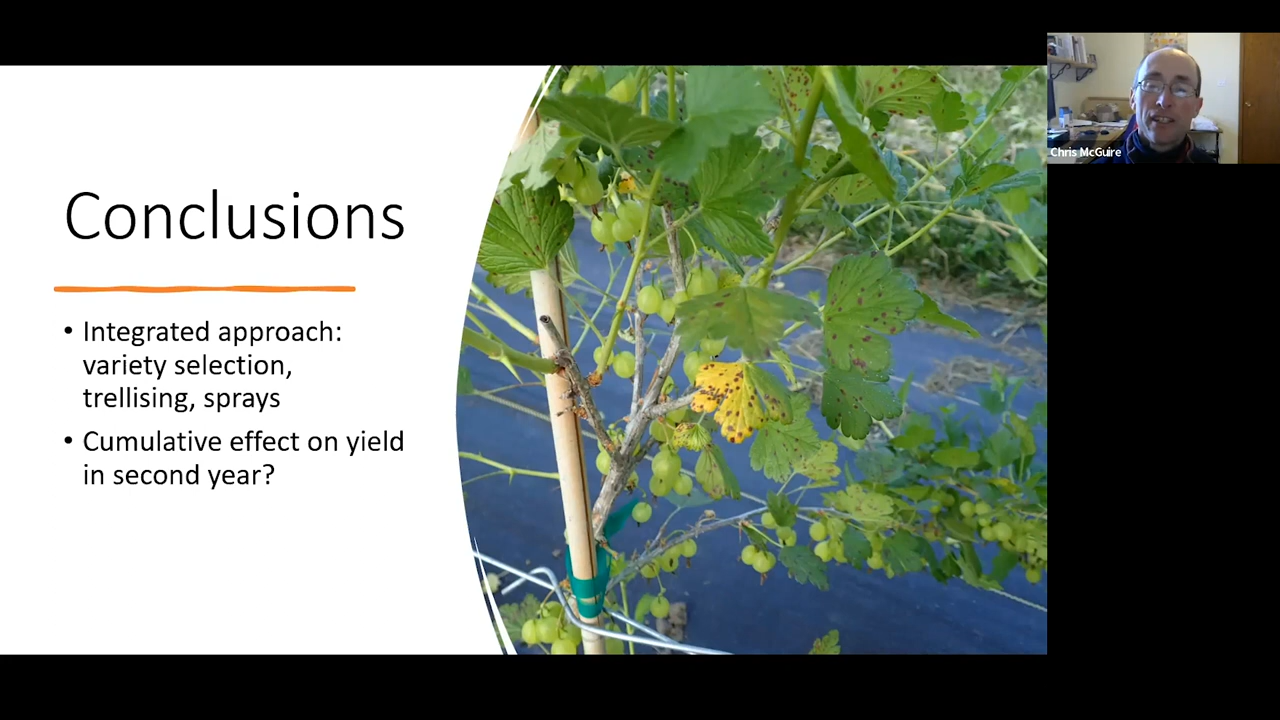 Conclusions
• Integrated approach:
variety selection,
trellising, sprays
• Cumulative effect on yield
in second year?
Chris McGuire